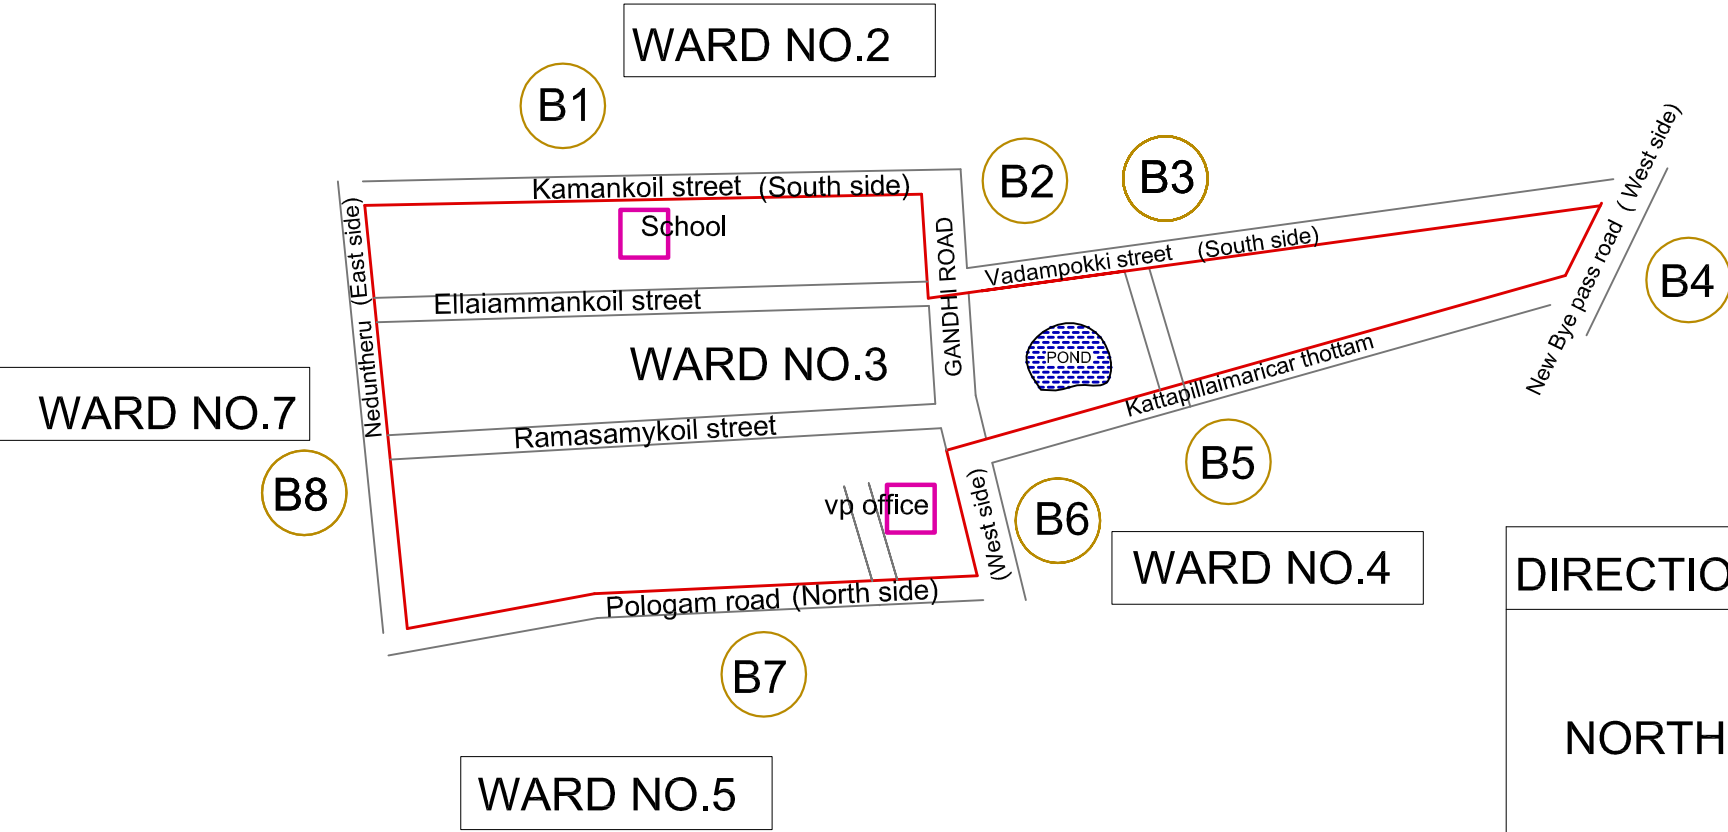 WARD NO.2
B1
B2
B3
Kamankoil street (South side)
School
Vadampokki street (South side)
New Bye pass road ( West side)
B4
Neduntheru (East side)
Ellaiammankoil street
GANDHI ROAD
WARD NO.3
POND
Kattapillaimaricar thottam
WARD NO.7
Ramasamykoil street
B8
B5
vp office
(West side)
B6
WARD NO.4
DIRECTIO
Pologam road (North side)
B7
NORTH
WARD NO.5